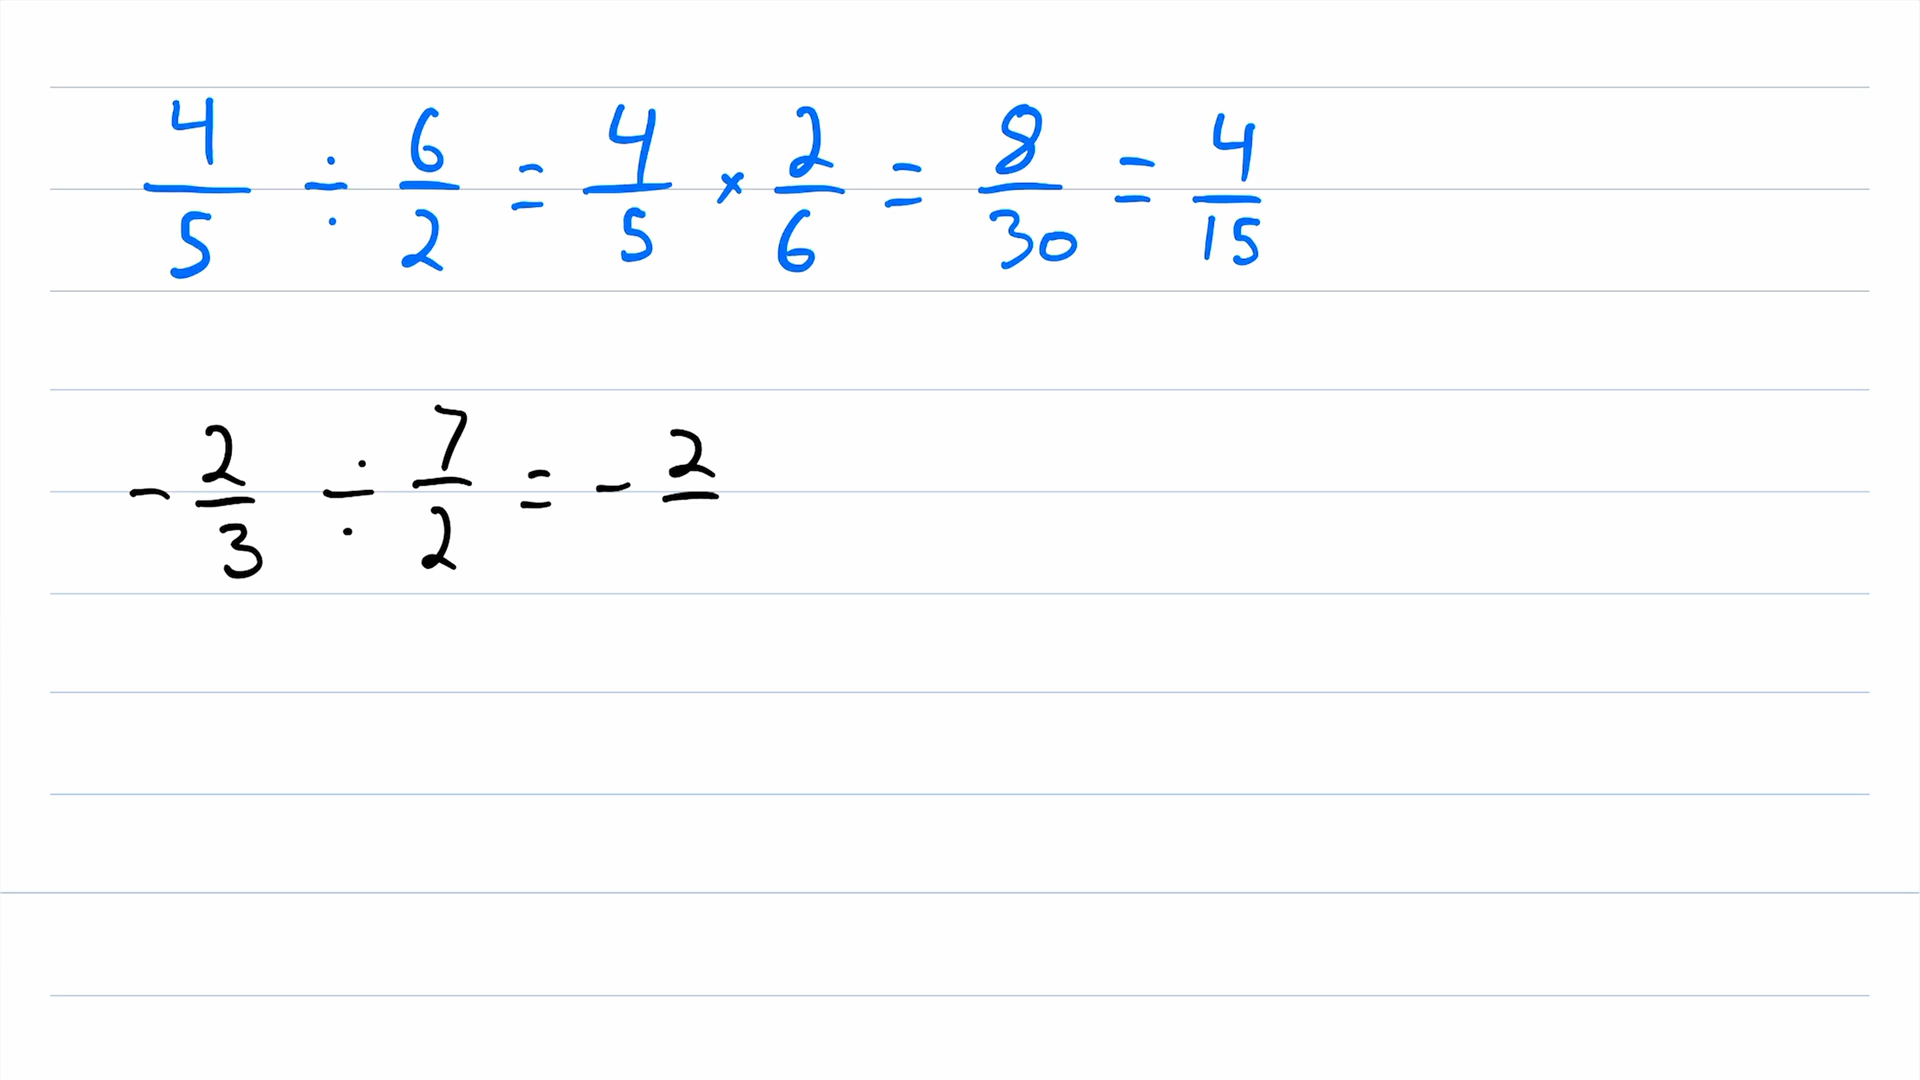 4/5 ÷ 6/2 = 4/5 × 2/6 = 8/30 = 4/15
- 2/3 ÷ 7/2 = - 2/